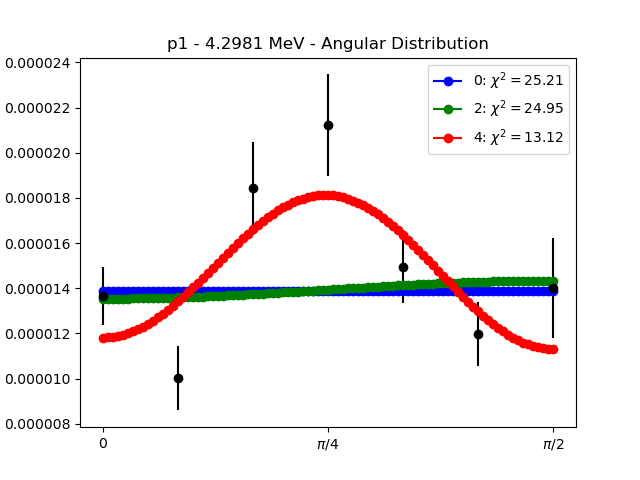 p1 - 4.2981 MeV - Angular Distribution
0.000024
0.000022
0.000020
0.000018
0.000016
0.000014
0.000012
0.000010
0.000008
0: χ² = 25.21
2: χ² = 24.95
4: χ² = 13.12
0
π/4
π/2